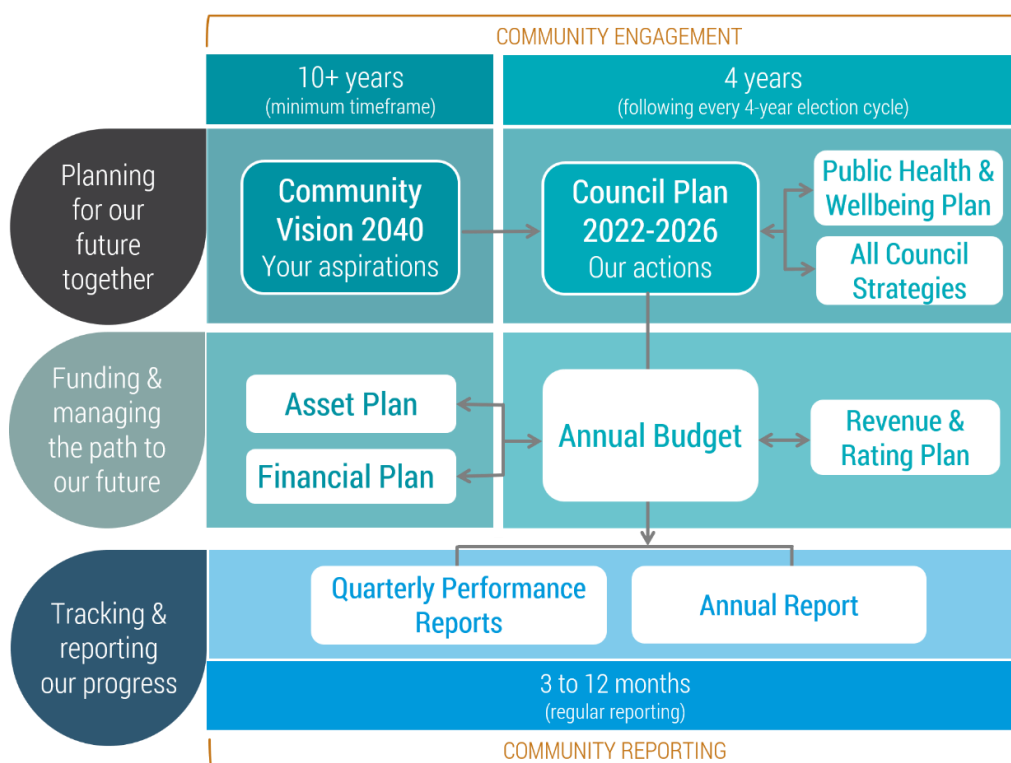 COMMUNITY ENGAGEMENT
10+ years
(minimum timeframe)
4 years
(following every 4-year election cycle)
Planning
for our
future
together
Community
Vision 2040
Your aspirations
Council Plan
2022-2026
Our actions
Public Health &
Wellbeing Plan
All Council
Strategies
Funding &
managing
the path to
our future
Asset Plan
Financial Plan
Annual Budget
Revenue &
Rating Plan
Tracking &
reporting
our progress
Quarterly Performance
Reports
Annual Report
3 to 12 months
(regular reporting)
COMMUNITY REPORTING